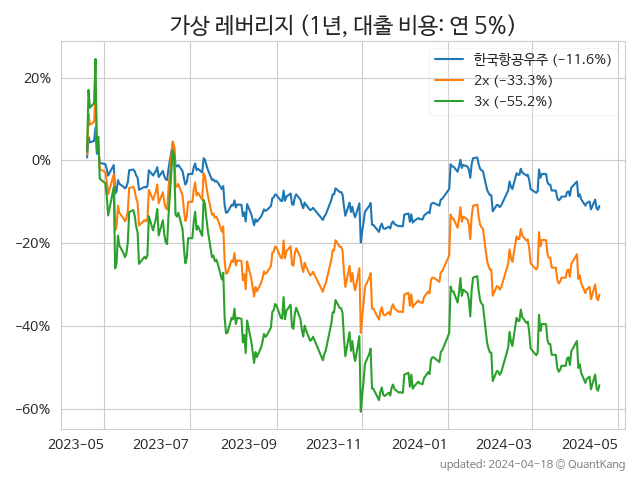 가상 레버리지 (1년, 대출 비용: 연 5%)
한국항공우주 (−11.6%)
2x (−33.3%)
3x (−55.2%)
20%
0%
−20%
−40%
−60%
2023−05 2023−07 2023−09 2023−11 2024−01 2024−03 2024−05
updated: 2024-04-18 © QuantKang